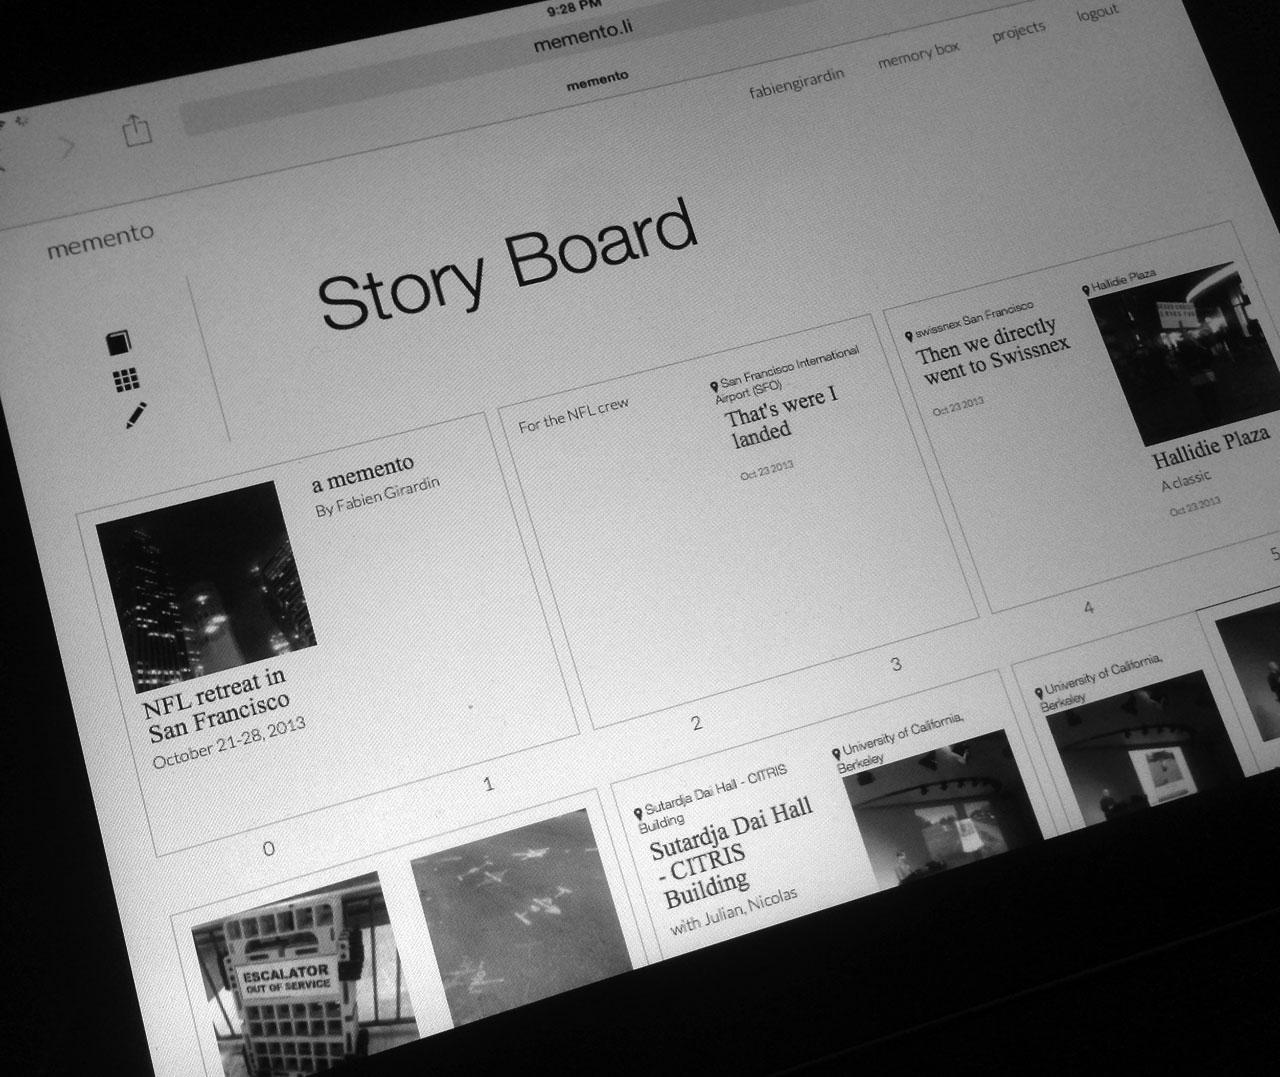 9:28 PM
memento.li
memento
fabiengirardin
memory box
projects
logout
memento
Story Board
NFL retreat in
San Francisco
October 21-28, 2013
a memento
By Fabien Girardin
For the NFL crew
San Francisco International
Airport (SFO)
That's were I
landed
Oct 23 2013
swissnex San Francisco
Then we directly
went to Swissnex
Oct 23 2013
Hallidie Plaza
Hallidie Plaza
A classic
Oct 23 2013
0
1
2
3
4
5
ESCALATOR
OUT OF SERVICE
Sutardja Dai Hall - CITRIS
Building
Sutardja Dai Hall
- CITRIS
Building
with Julian, Nicolas
University of California,
Berkeley
University of California,
Berkeley